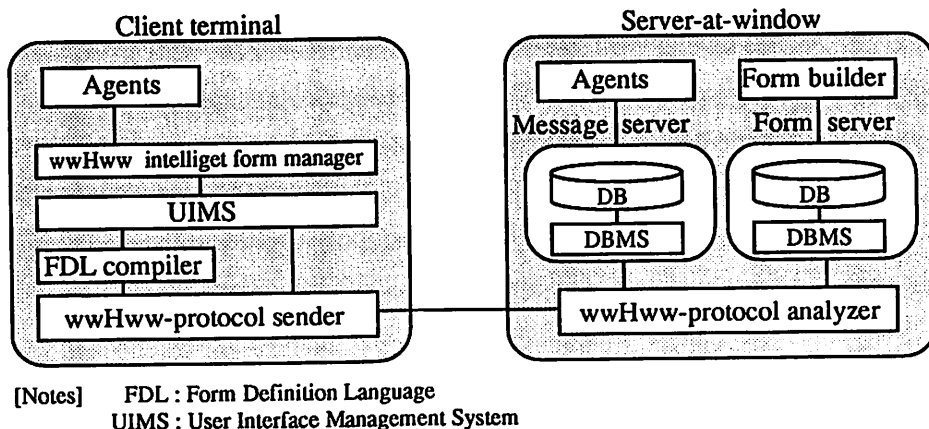 Client terminal
Agents
wwHww intelliget form manager
UIMS
FDL compiler
wwHww-protocol sender
Server-at-window
Agents
Form builder
Message server
Form server
DB
DBMS
DB
DBMS
wwHww-protocol analyzer
[Notes] FDL : Form Definition Language
UIMS : User Interface Management System